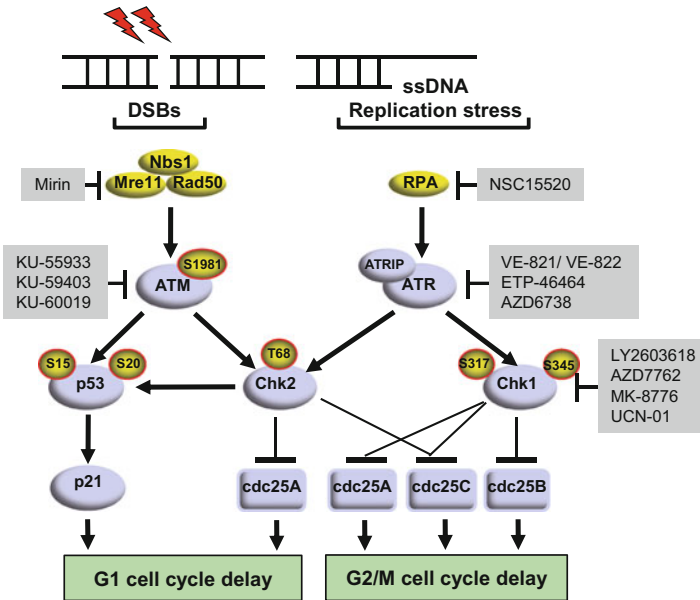 ssDNA
DSBs
Replication stress
Nbs1
Mre11
Rad50
Mirin
RPA
NSC15520
KU-55933
KU-59403
KU-60019
S1981
ATM
ATRIP
ATR
VE-821/ VE-822
ETP-46464
AZD6738
S15
S20
p53
T68
Chk2
S317
S345
Chk1
LY2603618
AZD7762
MK-8776
UCN-01
p21
cdc25A
cdc25A
cdc25C
cdc25B
G1 cell cycle delay
G2/M cell cycle delay